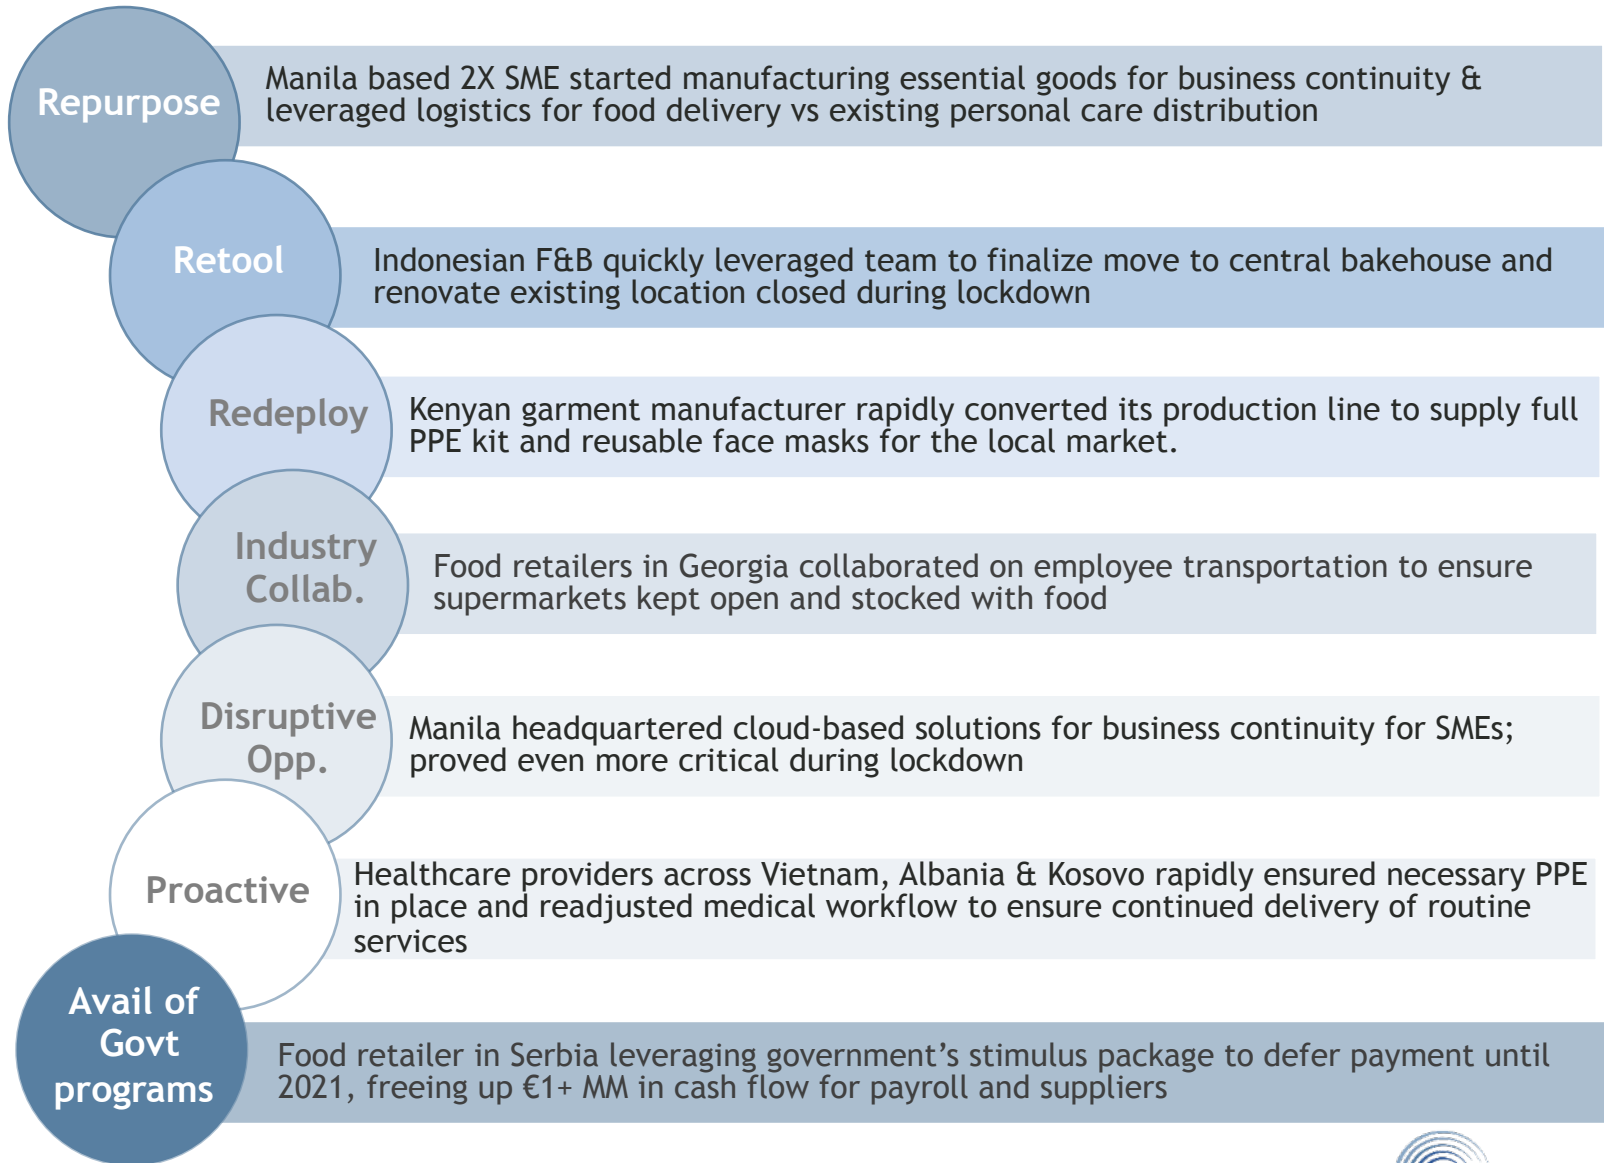 Repurpose
Manila based 2X SME started manufacturing essential goods for business continuity &
leveraged logistics for food delivery vs existing personal care distribution
Retool
Indonesian F&B quickly leveraged team to finalize move to central bakehouse and
renovate existing location closed during lockdown
Redeploy
Kenyan garment manufacturer rapidly converted its production line to supply full
PPE kit and reusable face masks for the local market.
Industry
Collab.
Food retailers in Georgia collaborated on employee transportation to ensure
supermarkets kept open and stocked with food
Disruptive
Opp.
Manila headquartered cloud-based solutions for business continuity for SMEs;
proved even more critical during lockdown
Proactive
Healthcare providers across Vietnam, Albania & Kosovo rapidly ensured necessary PPE
in place and readjusted medical workflow to ensure continued delivery of routine
services
Avail of
Govt
programs
Food retailer in Serbia leveraging government’s stimulus package to defer payment until
2021, freeing up €1+ MM in cash flow for payroll and suppliers